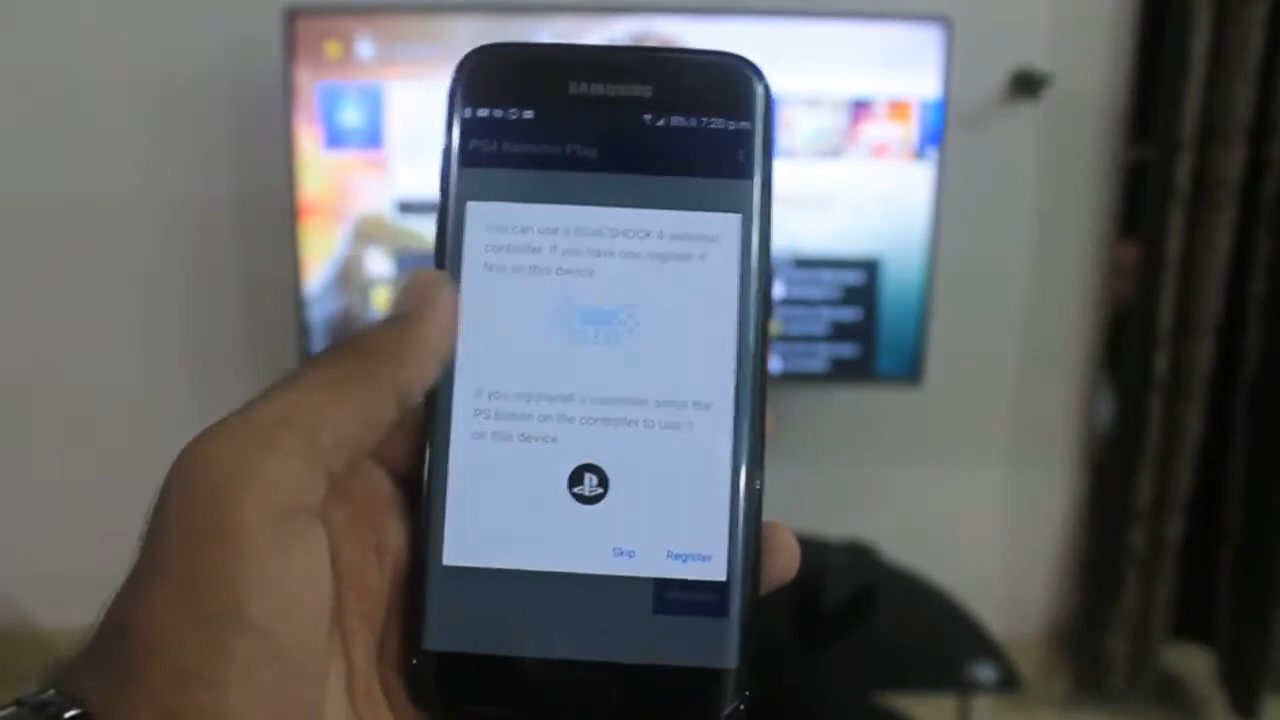 SAMSUNG
7:20 p.m.
PS4 Remote Play
You can use a DUALSHOCK 4 wireless
controller. If you have one, register it
first on this device.
If you registered a controller, press the
PS button on the controller to use it
on this device.
Skip Register